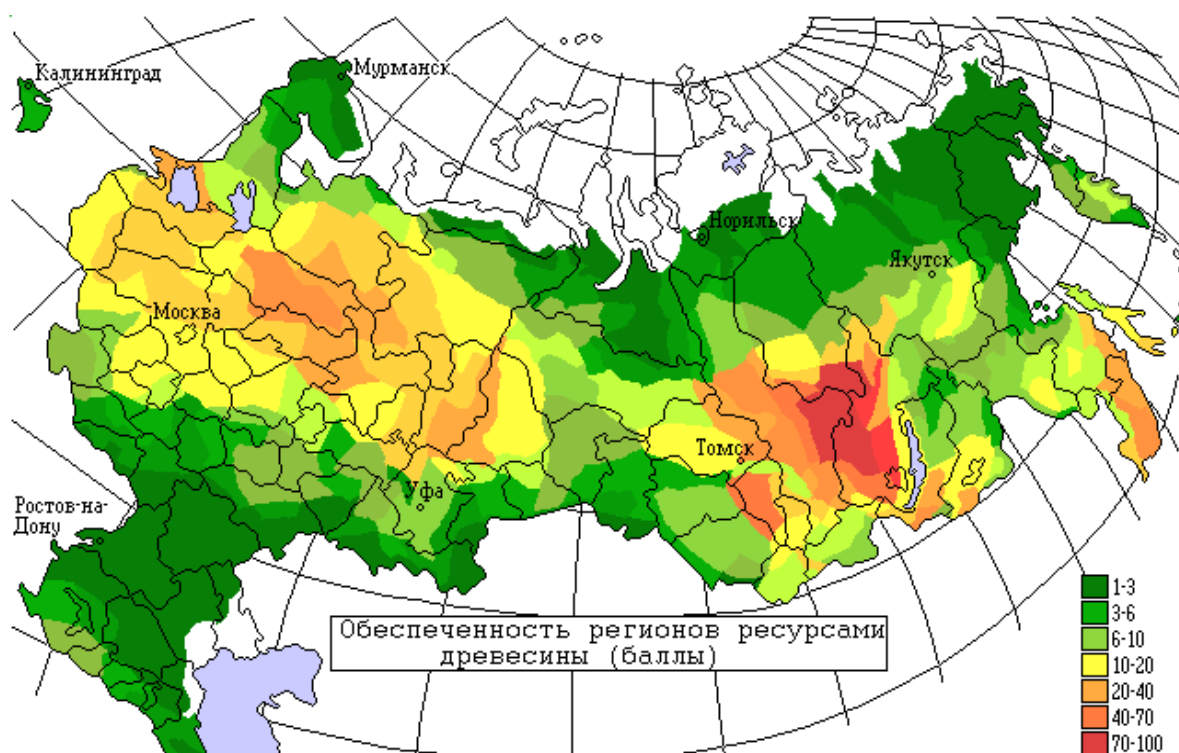 Калининград
Мурманск
Норильск
Якутск
Москва
Томск
Уфа
Ростов-на-
Дону
Обеспеченность регионов ресурсами
древесины (баллы)
1-3
3-6
6-10
10-20
20-40
40-70
70-100